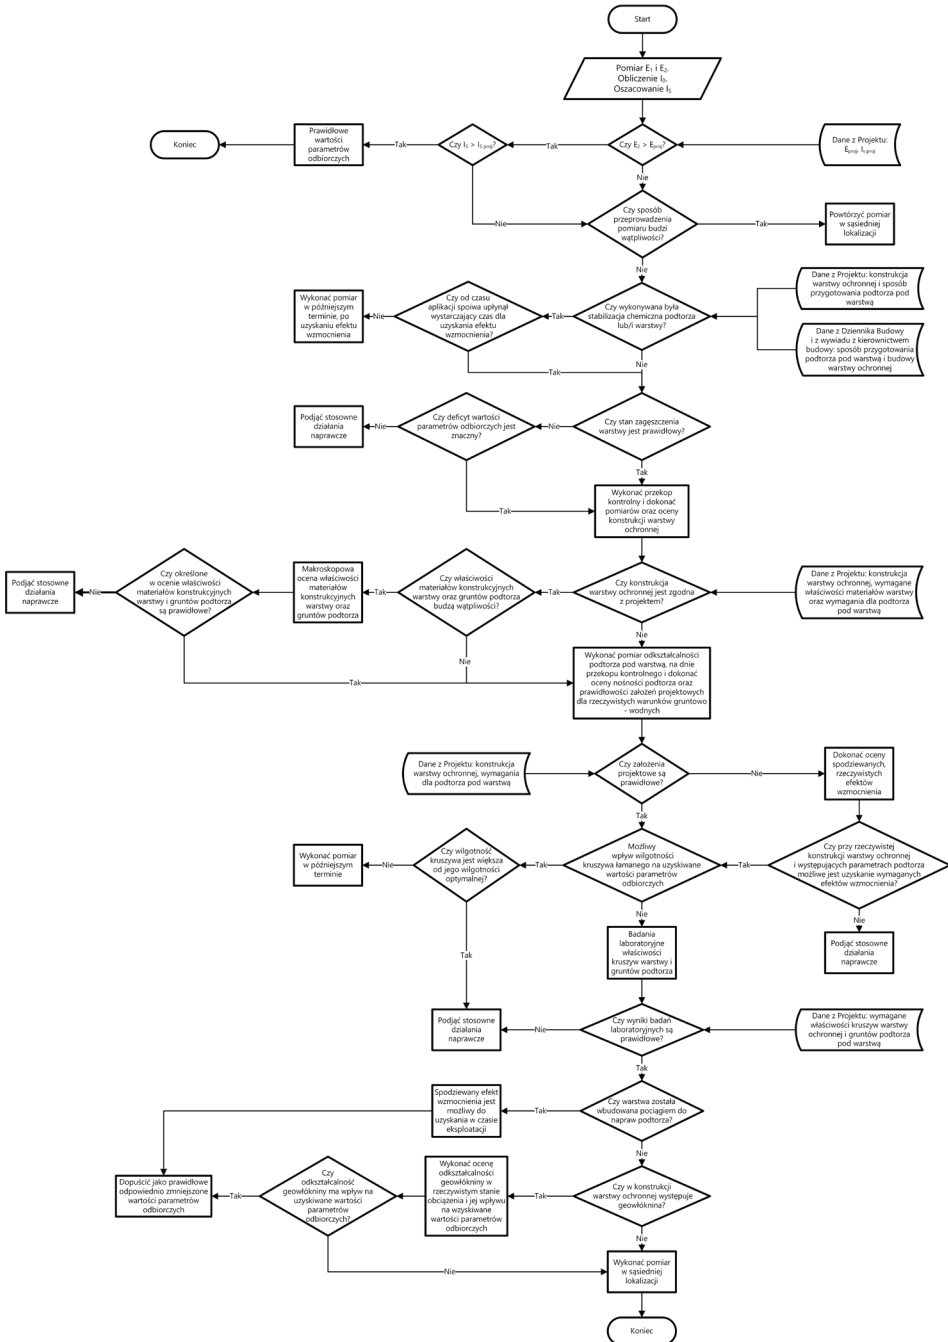 Start
Pomiar E₁ i E₂.
Obliczenie I₀.
Oszacowanie Iₛ
Koniec
Prawidłowe
wartości
parametrów
odbiorczych
Tak
Czy Iₛ > Iₛ ₚᵣₒⱼ?
Tak
Czy E₂ > Eₚᵣₒⱼ?
Dane z Projektu:
Eₚᵣₒⱼ, Iₛ ₚᵣₒⱼ
Nie
Nie
Czy sposób
przeprowadzenia
pomiaru budzi
wątpliwości?
Tak
Powtórzyć pomiar
w sąsiedniej
lokalizacji
Nie
Wykonać pomiar
w późniejszym
terminie, po
uzyskaniu efektu
wzmocnienia
Nie
Czy od czasu
aplikacji spoiwa upłynął
wystarczający czas dla
uzyskania efektu
wzmocnienia?
Tak
Czy wykonywana była
stabilizacja chemiczna podtorza
lub/i warstwy?
Dane z Projektu: konstrukcja
warstwy ochronnej i sposób
przygotowania podtorza pod
warstwą
Dane z Dziennika Budowy
i z wywiadu z kierownictwem
budowy: sposób przygotowania
podtorza pod warstwą i budowy
warstwy ochronnej
Nie
Tak
Podjąć stosowne
działania
naprawcze
Nie
Czy deficyt wartości
parametrów odbiorczych jest
znaczny?
Nie
Czy stan zagęszczenia
warstwy jest prawidłowy?
Tak
Tak
Wykonać przekop
kontrolny i dokonać
pomiarów oraz oceny
konstrukcji warstwy
ochronnej
Podjąć stosowne
działania
naprawcze
Nie
Czy określone
w ocenie właściwości
materiałów konstrukcyjnych
warstwy i gruntów podtorza
są prawidłowe?
Makroskopowa
ocena właściwości
materiałów
konstrukcyjnych
warstwy oraz
gruntów podtorza
Tak
Czy właściwości
materiałów konstrukcyjnych
warstwy oraz gruntów podtorza
budzą wątpliwości?
Tak
Czy konstrukcja
warstwy ochronnej jest zgodna
z projektem?
Dane z Projektu: konstrukcja
warstwy ochronnej, wymagane
właściwości materiałów warstwy
oraz wymagania dla podtorza
pod warstwą
Nie
Nie
Tak
Wykonać pomiar odkształcalności
podtorza pod warstwą, na dnie
przekopu kontrolnego i dokonać
oceny nośności podtorza oraz
prawidłowości założeń projektowych
dla rzeczywistych warunków gruntowo
- wodnych
Dane z Projektu: konstrukcja
warstwy ochronnej, wymagania
dla podtorza pod warstwą
Czy założenia
projektowe są
prawidłowe?
Nie
Dokonać oceny
spodziewanych,
rzeczywistych
efektów
wzmocnienia
Tak
Wykonać pomiar
w późniejszym
terminie
Nie
Czy wilgotność
kruszywa jest większa
od jego wilgotności
optymalnej?
Tak
Możliwy
wpływ wilgotności
kruszywa łamanego na uzyskiwane
wartości parametrów
odbiorczych
Tak
Czy przy rzeczywistej
konstrukcji warstwy ochronnej
i występujących parametrach podtorza
możliwe jest uzyskanie wymaganych
efektów wzmocnienia?
Nie
Nie
Tak
Badania
laboratoryjne
właściwości
kruszyw warstwy i
gruntów podtorza
Podjąć stosowne
działania
naprawcze
Podjąć stosowne
działania
naprawcze
Nie
Czy wyniki badań
laboratoryjnych są
prawidłowe?
Dane z Projektu: wymagane
właściwości kruszyw warstwy
ochronnej i gruntów podtorza
pod warstwą
Tak
Spodziewany efekt
wzmocnienia jest
możliwy do
uzyskania w czasie
eksploatacji
Tak
Czy warstwa została
wbudowana pociągiem do
napraw podtorza?
Nie
Dopuścić jako prawidłowe
odpowiednio zmniejszone
wartości parametrów
odbiorczych
Tak
Czy
odkształcalność
geowłókniny ma wpływ na
uzyskiwane wartości
parametrów
odbiorczych?
Wykonać ocenę
odkształcalności
geowłókniny w
rzeczywistym stanie
obciążenia i jej wpływu
na wzyskiwane
wartości parametrów
odbiorczych
Tak
Czy w konstrukcji
warstwy ochronnej występuje
geowłóknina?
Nie
Nie
Wykonać pomiar
w sąsiedniej
lokalizacji
Koniec